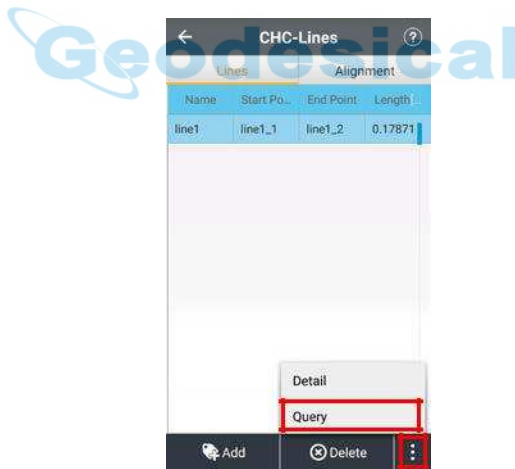 Geodesical
CHC-Lines ?
Lines Alignment
Name Start Po... End Point Length
line1 line1_1 line1_2 0.17871
Detail
Query
Add Delete